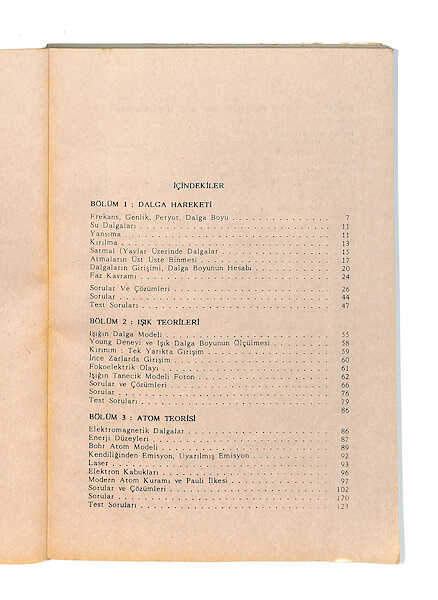 İÇİNDEKİLER
BÖLÜM 1 : DALGA HAREKETİ
Frekans, Genlik, Peryot, Dalga Boyu . . . . . . . . . . . . 7
Su Dalgaları . . . . . . . . . . . . 11
Yansıma . . . . . . . . . . . . 11
Kırılma . . . . . . . . . . . . 13
Sarmal (Yaylar Üzerinde Dalgalar . . . . . . . . . . . . 15
Atmaların Üst Üste Binmesi . . . . . . . . . . . . 17
Dalgaların Girişimi, Dalga Boyunun Hesabı . . . . . . . . . . . . 20
Faz Kavramı . . . . . . . . . . . . 24
Sorular Ve Çözümleri . . . . . . . . . . . . 26
Sorular . . . . . . . . . . . . 44
Test Soruları . . . . . . . . . . . . 47
BÖLÜM 2 : IŞIK TEORİLERİ
Işığın Dalga Modeli . . . . . . . . . . . . 55
Young Deneyi ve Işık Dalga Boyunun Ölçülmesi . . . . . . . . . . . . 58
Kırınım : Tek Yarıkta Girişim . . . . . . . . . . . . 59
İnce Zarlarda Girişim . . . . . . . . . . . . 60
Fokoelektrik Olayı . . . . . . . . . . . . 61
Işığın Tanecik Modeli Foton . . . . . . . . . . . . 62
Sorular ve Çözümleri . . . . . . . . . . . . 66
Sorular . . . . . . . . . . . . 76
Test Soruları . . . . . . . . . . . . 79
86
BÖLÜM 3 : ATOM TEORİSİ
Elektromagnetik Dalgalar . . . . . . . . . . . . 86
Enerji Düzeyleri . . . . . . . . . . . . 87
Bohr Atom Modeli . . . . . . . . . . . . 89
Kendiliğinden Emisyon, Uyarılmış Emisyon . . . . . . . . . . . . 92
Laser . . . . . . . . . . . . 93
Elektron Kabukları . . . . . . . . . . . . 96
Modern Atom Kuramı ve Pauli İlkesi . . . . . . . . . . . . 97
Sorular ve Çözümleri . . . . . . . . . . . . 102
Sorular . . . . . . . . . . . . 120
Test Soruları . . . . . . . . . . . . 123